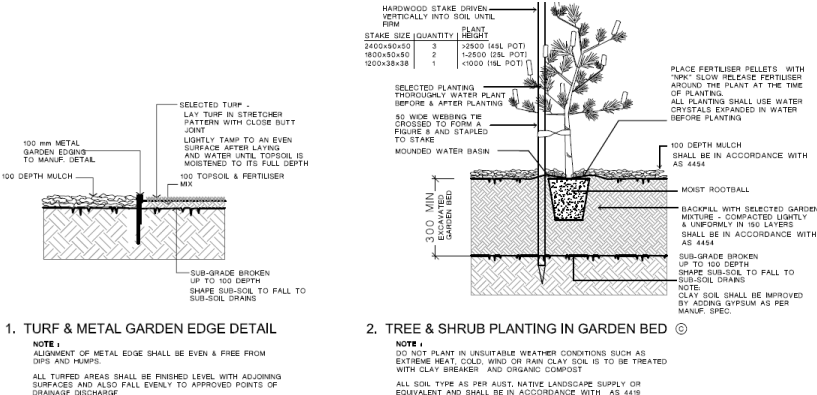 SELECTED TURF -
LAY TURF IN STRETCHER
PATTERN WITH CLOSE BUTT
JOINT
LIGHTLY TAMP TO AN EVEN
SURFACE AFTER LAYING
AND WATER UNTIL TOPSOIL IS
MOISTENED TO ITS FULL DEPTH
100 mm METAL
GARDEN EDGING
TO MANUF. DETAIL
100 DEPTH MULCH
100 TOPSOIL & FERTILISER
MIX
SUB-GRADE BROKEN
UP TO 100 DEPTH
SHAPE SUB-SOIL TO FALL TO
SUB-SOIL DRAINS
1. TURF & METAL GARDEN EDGE DETAIL
NOTE :
ALIGNMENT OF METAL EDGE SHALL BE EVEN & FREE FROM
DIPS AND HUMPS.
ALL TURFED AREAS SHALL BE FINISHED LEVEL WITH ADJOINING
SURFACES AND ALSO FALL EVENLY TO APPROVED POINTS OF
DRAINAGE DISCHARGE
HARDWOOD STAKE DRIVEN
VERTICALLY INTO SOIL UNTIL
FIRM
STAKE SIZE QUANTITY PLANT HEIGHT
2400x50x50 3 >2500 (45L POT)
1800x50x50 2 1-2500 (25L POT)
1200x38x38 1 <1000 (16L POT)
SELECTED PLANTING
THOROUGHLY WATER PLANT
BEFORE & AFTER PLANTING
50 WIDE WEBBING TIE
CROSSED TO FORM A
FIGURE 8 AND STAPLED
TO STAKE
MOUNDED WATER BASIN
300 MIN
EXCAVATED
GARDEN BED
PLACE FERTILISER PELLETS WITH
"NPK" SLOW RELEASE FERTILISER
AROUND THE PLANT AT THE TIME
OF PLANTING.
ALL PLANTING SHALL USE WATER
CRYSTALS EXPANDED IN WATER
BEFORE PLANTING
100 DEPTH MULCH
SHALL BE IN ACCORDANCE WITH
AS 4454
MOIST ROOTBALL
BACKFILL WITH SELECTED GARDEN
MIXTURE - COMPACTED LIGHTLY
& UNIFORMLY IN 150 LAYERS
SHALL BE IN ACCORDANCE WITH
AS 4454
SUB-GRADE BROKEN
UP TO 100 DEPTH
SHAPE SUB-SOIL TO FALL TO
SUB-SOIL DRAINS
NOTE:
CLAY SOIL SHALL BE IMPROVED
BY ADDING GYPSUM AS PER
MANUF. SPEC.
2. TREE & SHRUB PLANTING IN GARDEN BED ©
NOTE :
DO NOT PLANT IN UNSUITABLE WEATHER CONDITIONS SUCH AS
EXTREME HEAT, COLD, WIND OR RAIN CLAY SOIL IS TO BE TREATED
WITH CLAY BREAKER AND ORGANIC COMPOST
ALL SOIL TYPE AS PER AUST. NATIVE LANDSCAPE SUPPLY OR
EQUIVALENT AND SHALL BE IN ACCORDANCE WITH AS 4419